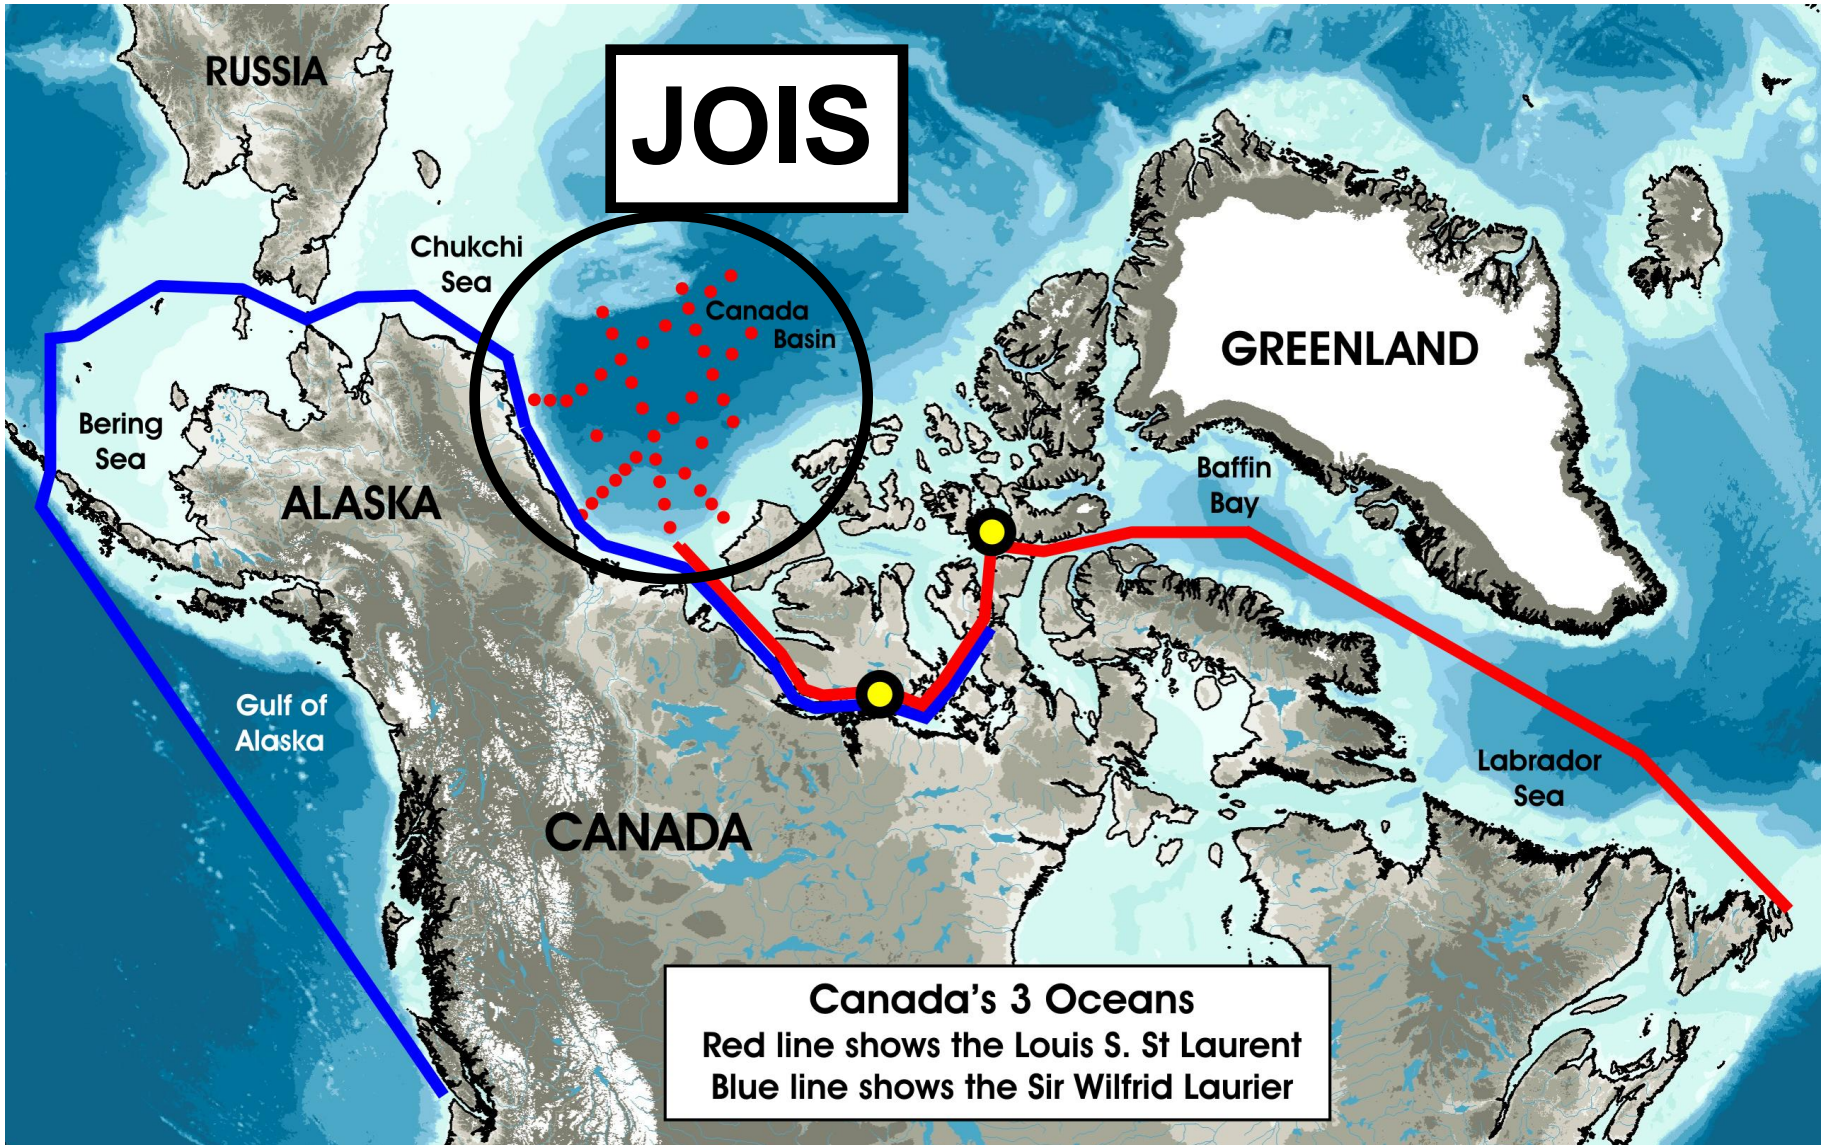 RUSSIA
JOIS
Chukchi
Sea
Canada
Basin
GREENLAND
Bering
Sea
ALASKA
Baffin
Bay
Gulf of
Alaska
Labrador
Sea
CANADA
Canada's 3 Oceans
Red line shows the Louis S. St Laurent
Blue line shows the Sir Wilfrid Laurier